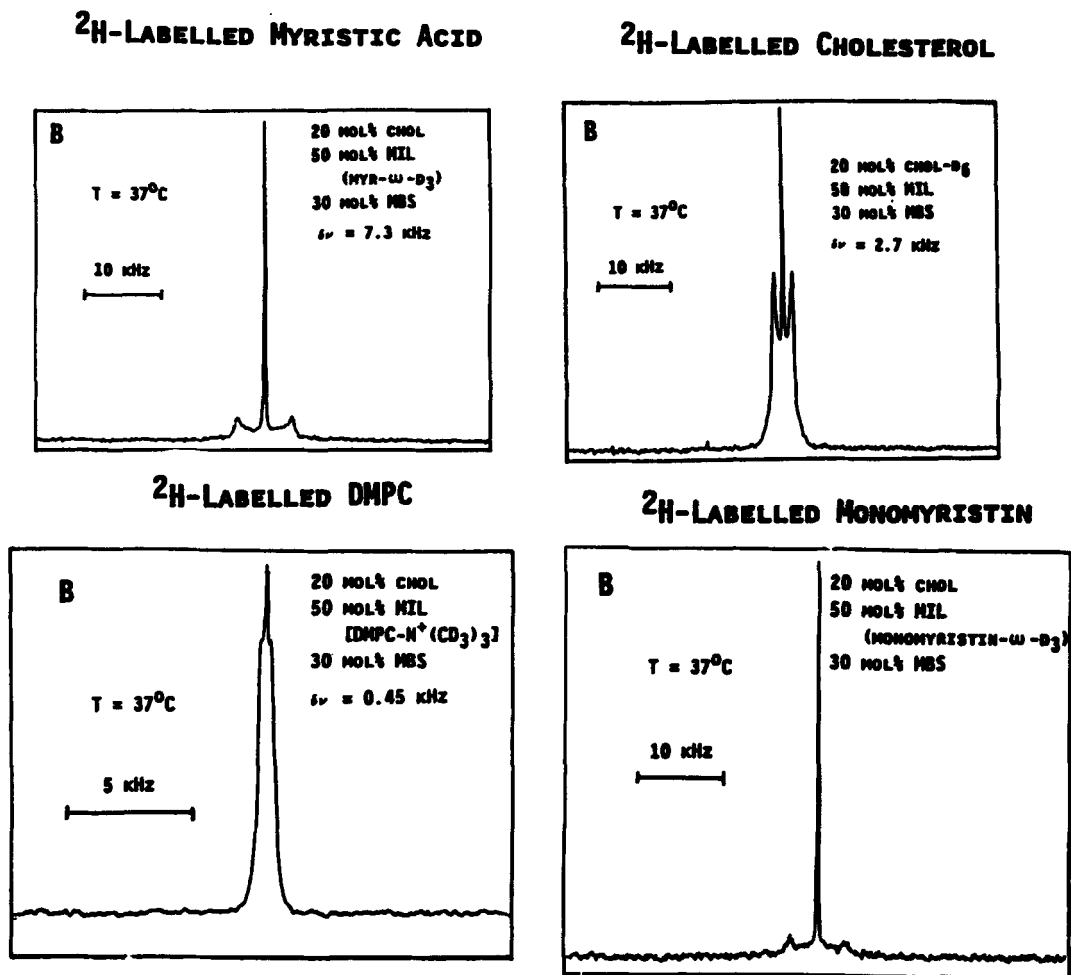 ²H-LABELLED MYRISTIC ACID
B
20 MOL% CHOL
50 MOL% MIL
(MYR-ω-D₃)
30 MOL% MBS
δν = 7.3 KHz
T = 37°C
10 KHz
²H-LABELLED CHOLESTEROL
B
20 MOL% CHOL-D₆
50 MOL% MIL
30 MOL% MBS
δν = 2.7 KHz
T = 37°C
10 KHz
²H-LABELLED DMPC
B
20 MOL% CHOL
50 MOL% MIL
[DMPC-N⁺(CD₃)₃]
30 MOL% MBS
δν = 0.45 KHz
T = 37°C
5 KHz
²H-LABELLED MONOMYRISTIN
B
20 MOL% CHOL
50 MOL% MIL
(MONOMYRISTIN-ω-D₃)
30 MOL% MBS
T = 37°C
10 KHz